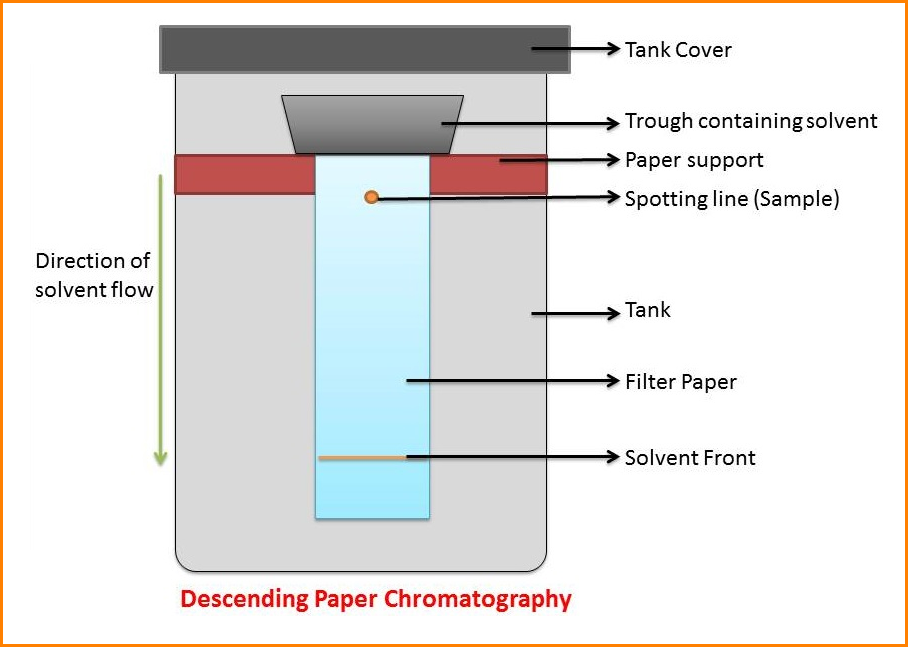 Tank Cover
Trough containing solvent
Paper support
Spotting line (Sample)
Direction of
solvent flow
Tank
Filter Paper
Solvent Front
Descending Paper Chromatography